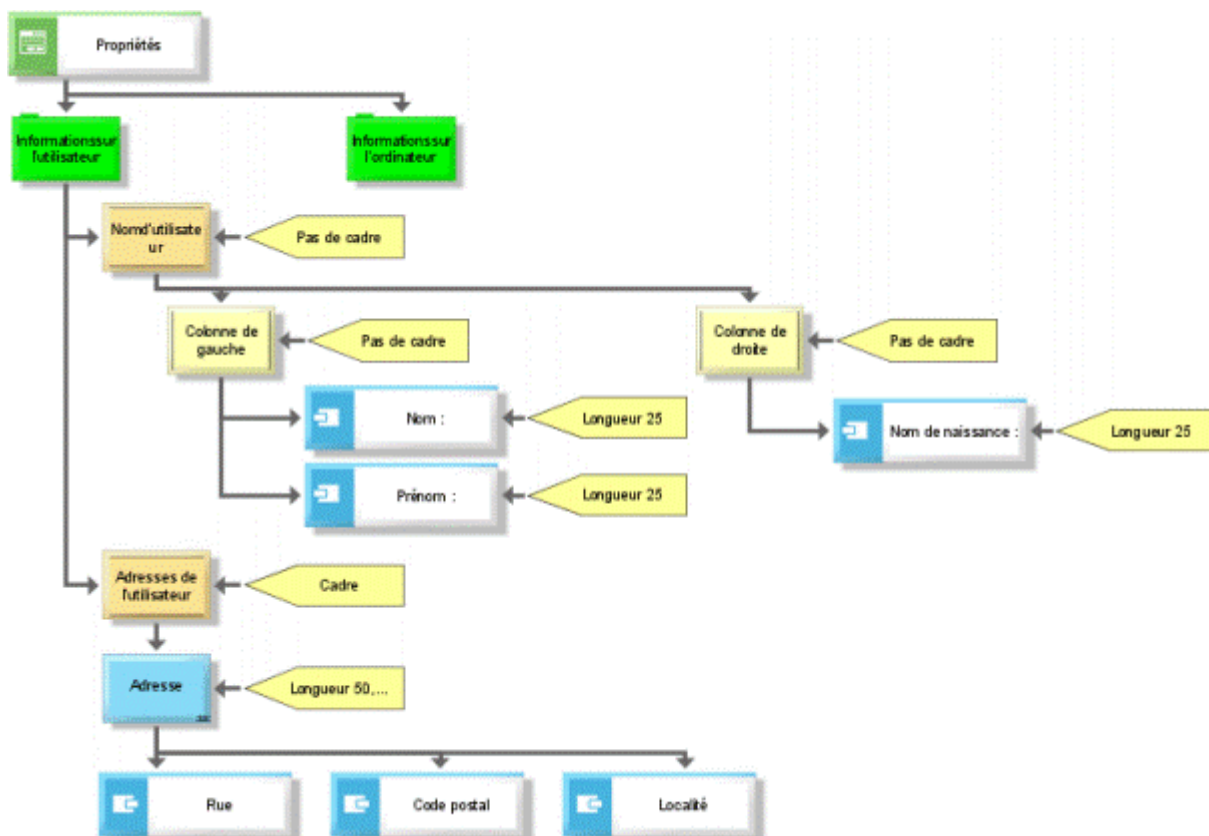 Propriétés
Informationssur
l'utilisateur
Informationssur
l'ordinateur
Nomd'utilisate
ur
Pas de cadre
Colonne de
gauche
Pas de cadre
Colonne de
droite
Pas de cadre
Nom :
Longueur 25
Nom de naissance :
Longueur 25
Prénom :
Longueur 25
Adresses de
l'utilisateur
Cadre
Adresse
Longueur 50,...
Rue
Code postal
Localité